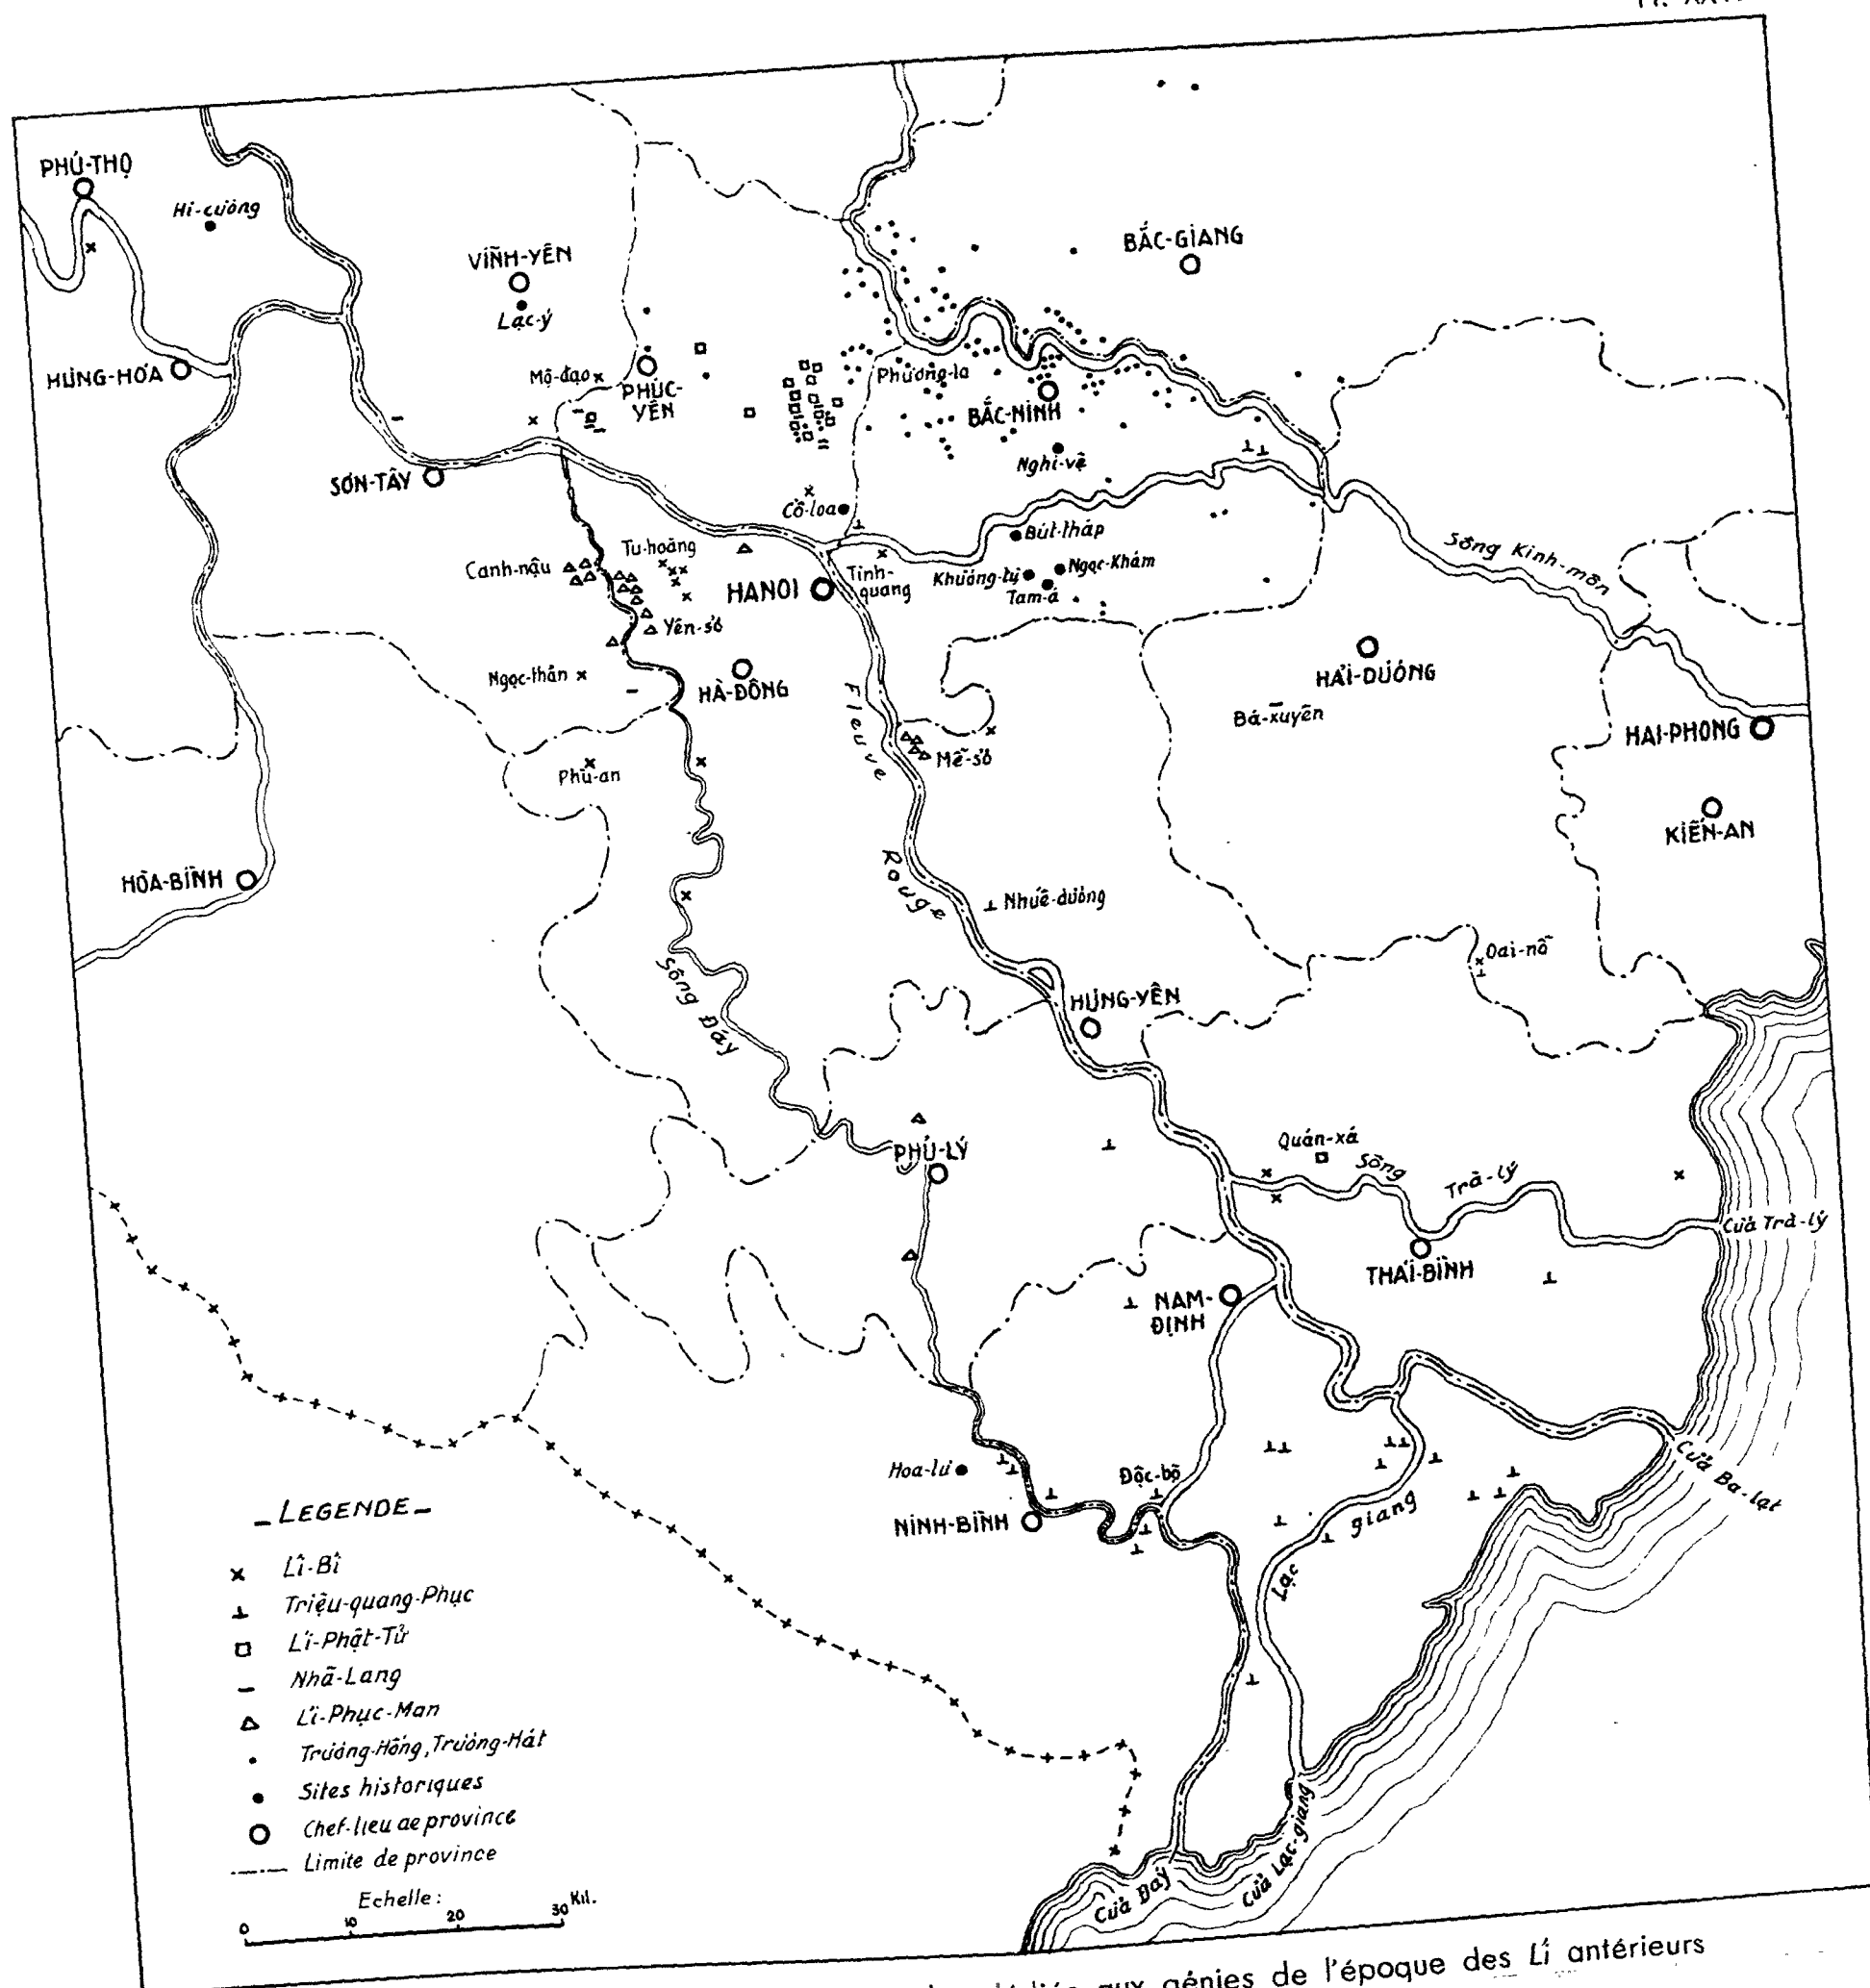 PHÚ-THỌ
Hi-cường
VĨNH-YÊN
Lạc-ý
BẮC-GIANG
HƯNG-HÓA
Mộ-đạo
PHÚC-
YÊN
Phương-la
BẮC-NINH
SƠN-TÂY
Nghi-vệ
Cổ-loa
Bút-tháp
Sông Kinh-môn
Canh-nậu
Tu-hoàng
HANOI
Tinh-
quang
Khương-tự
Ngọc-Khám
Tam-á
Yên-sở
Ngọc-thân
HÀ-ĐÔNG
HẢI-DƯƠNG
Bá-xuyên
HAI-PHONG
Fleuve
Rouge
Mễ-sở
Phù-an
KIẾN-AN
HÒA-BÌNH
Nhuế-dương
Oai-nỗ
Sông Đáy
HƯNG-YÊN
PHỦ-LÝ
Quán-xá
Sông
Trà-lý
Cửa Trà-lý
THÁI-BÌNH
NAM-
ĐỊNH
Hoa-lư
Độc-bộ
Cửa Ba-lạt
NINH-BÌNH
Lạc
giang
LEGENDE
Lî-Bî
Triệu-quang-Phục
Lí-Phật-Tử
Nhã-Lang
Lí-Phục-Man
Trương-Hống, Trương-Hát
Sites historiques
Chef-lieu de province
Limite de province
Echelle:
0 10 20 30 Kil.
Cửa Đáy
Cửa Lạc-giang
aux génies de l'époque des Lí antérieurs